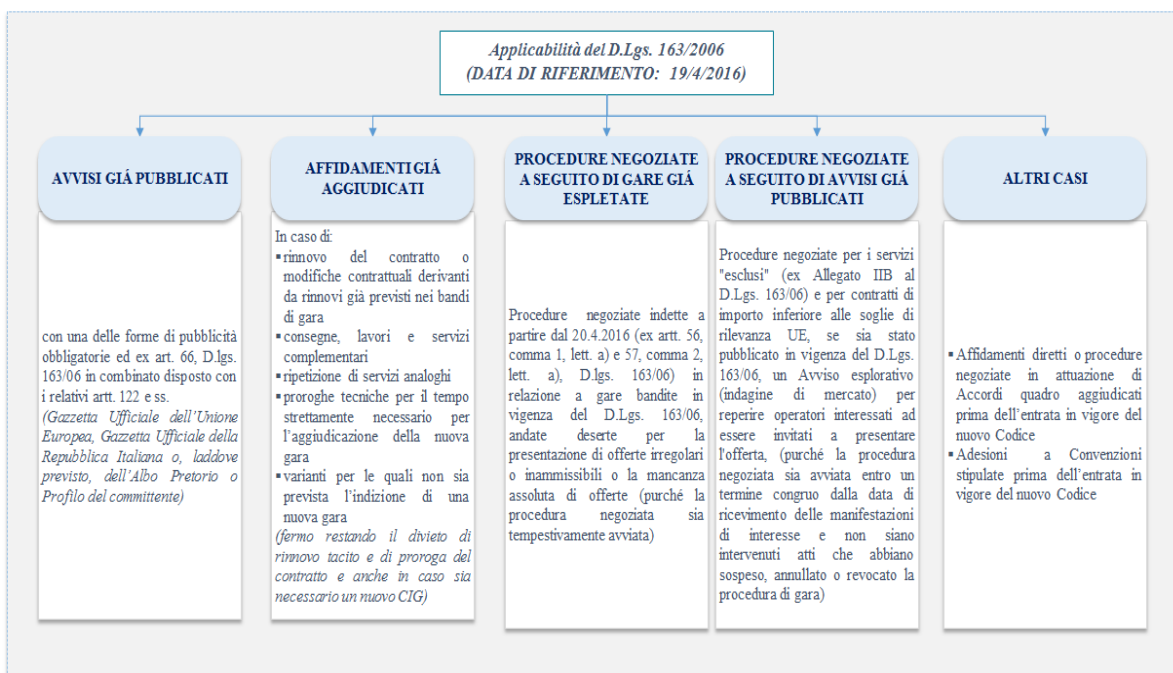 Applicabilità del D.Lgs. 163/2006
(DATA DI RIFERIMENTO: 19/4/2016)
AVVISI GIÁ PUBBLICATI
con una delle forme di pubblicità
obbligatorie ed ex art. 66, D.lgs.
163/06 in combinato disposto con
i relativi artt. 122 e ss.
(Gazzetta Ufficiale dell'Unione
Europea, Gazzetta Ufficiale della
Repubblica Italiana o, laddove
previsto, dell'Albo Pretorio o
Profilo del committente)
AFFIDAMENTI GIÁ
AGGIUDICATI
In caso di:
▪rinnovo del contratto o
modifiche contrattuali derivanti
da rinnovi già previsti nei bandi
di gara
▪consegne, lavori e servizi
complementari
▪ripetizione di servizi analoghi
▪proroghe tecniche per il tempo
strettamente necessario per
l'aggiudicazione della nuova
gara
▪varianti per le quali non sia
prevista l'indizione di una
nuova gara
(fermo restando il divieto di
rinnovo tacito e di proroga del
contratto e anche in caso sia
necessario un nuovo CIG)
PROCEDURE NEGOZIATE
A SEGUITO DI GARE GIÁ
ESPLETATE
Procedure negoziate indette a
partire dal 20.4.2016 (ex artt. 56,
comma 1, lett. a) e 57, comma 2,
lett. a), D.lgs. 163/06) in
relazione a gare bandite in
vigenza del D.Lgs. 163/06,
andate deserte per la
presentazione di offerte irregolari
o inammissibili o la mancanza
assoluta di offerte (purché la
procedura negoziata sia
tempestivamente avviata)
PROCEDURE NEGOZIATE
A SEGUITO DI AVVISI GIÁ
PUBBLICATI
Procedure negoziate per i servizi
"esclusi" (ex Allegato IIB al
D.Lgs. 163/06) e per contratti di
importo inferiore alle soglie di
rilevanza UE, se sia stato
pubblicato in vigenza del D.Lgs.
163/06, un Avviso esplorativo
(indagine di mercato) per
reperire operatori interessati ad
essere invitati a presentare
l'offerta, (purché la procedura
negoziata sia avviata entro un
termine congruo dalla data di
ricevimento delle manifestazioni
di interesse e non siano
intervenuti atti che abbiano
sospeso, annullato o revocato la
procedura di gara)
ALTRI CASI
▪Affidamenti diretti o procedure
negoziate in attuazione di
Accordi quadro aggiudicati
prima dell'entrata in vigore del
nuovo Codice
▪Adesioni a Convenzioni
stipulate prima dell'entrata in
vigore del nuovo Codice